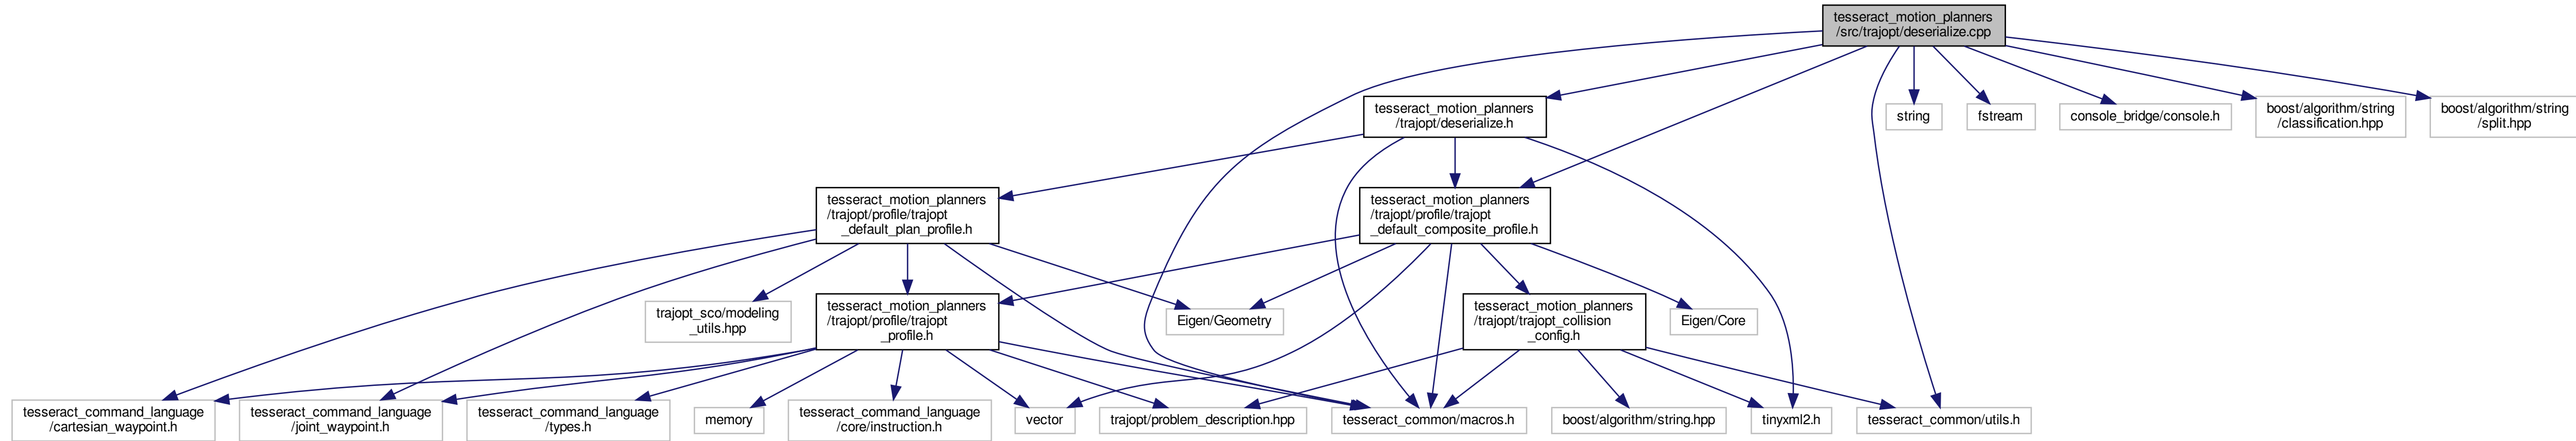 tesseract_motion_planners
/src/trajopt/deserialize.cpp
tesseract_motion_planners
/trajopt/deserialize.h
string
fstream
console_bridge/console.h
boost/algorithm/string
/classification.hpp
boost/algorithm/string
/split.hpp
tesseract_motion_planners
/trajopt/profile/trajopt
_default_plan_profile.h
tesseract_motion_planners
/trajopt/profile/trajopt
_default_composite_profile.h
trajopt_sco/modeling
_utils.hpp
tesseract_motion_planners
/trajopt/profile/trajopt
_profile.h
Eigen/Geometry
tesseract_motion_planners
/trajopt/trajopt_collision
_config.h
Eigen/Core
tesseract_command_language
/cartesian_waypoint.h
tesseract_command_language
/joint_waypoint.h
tesseract_command_language
/types.h
memory
tesseract_command_language
/core/instruction.h
vector
trajopt/problem_description.hpp
tesseract_common/macros.h
boost/algorithm/string.hpp
tinyxml2.h
tesseract_common/utils.h